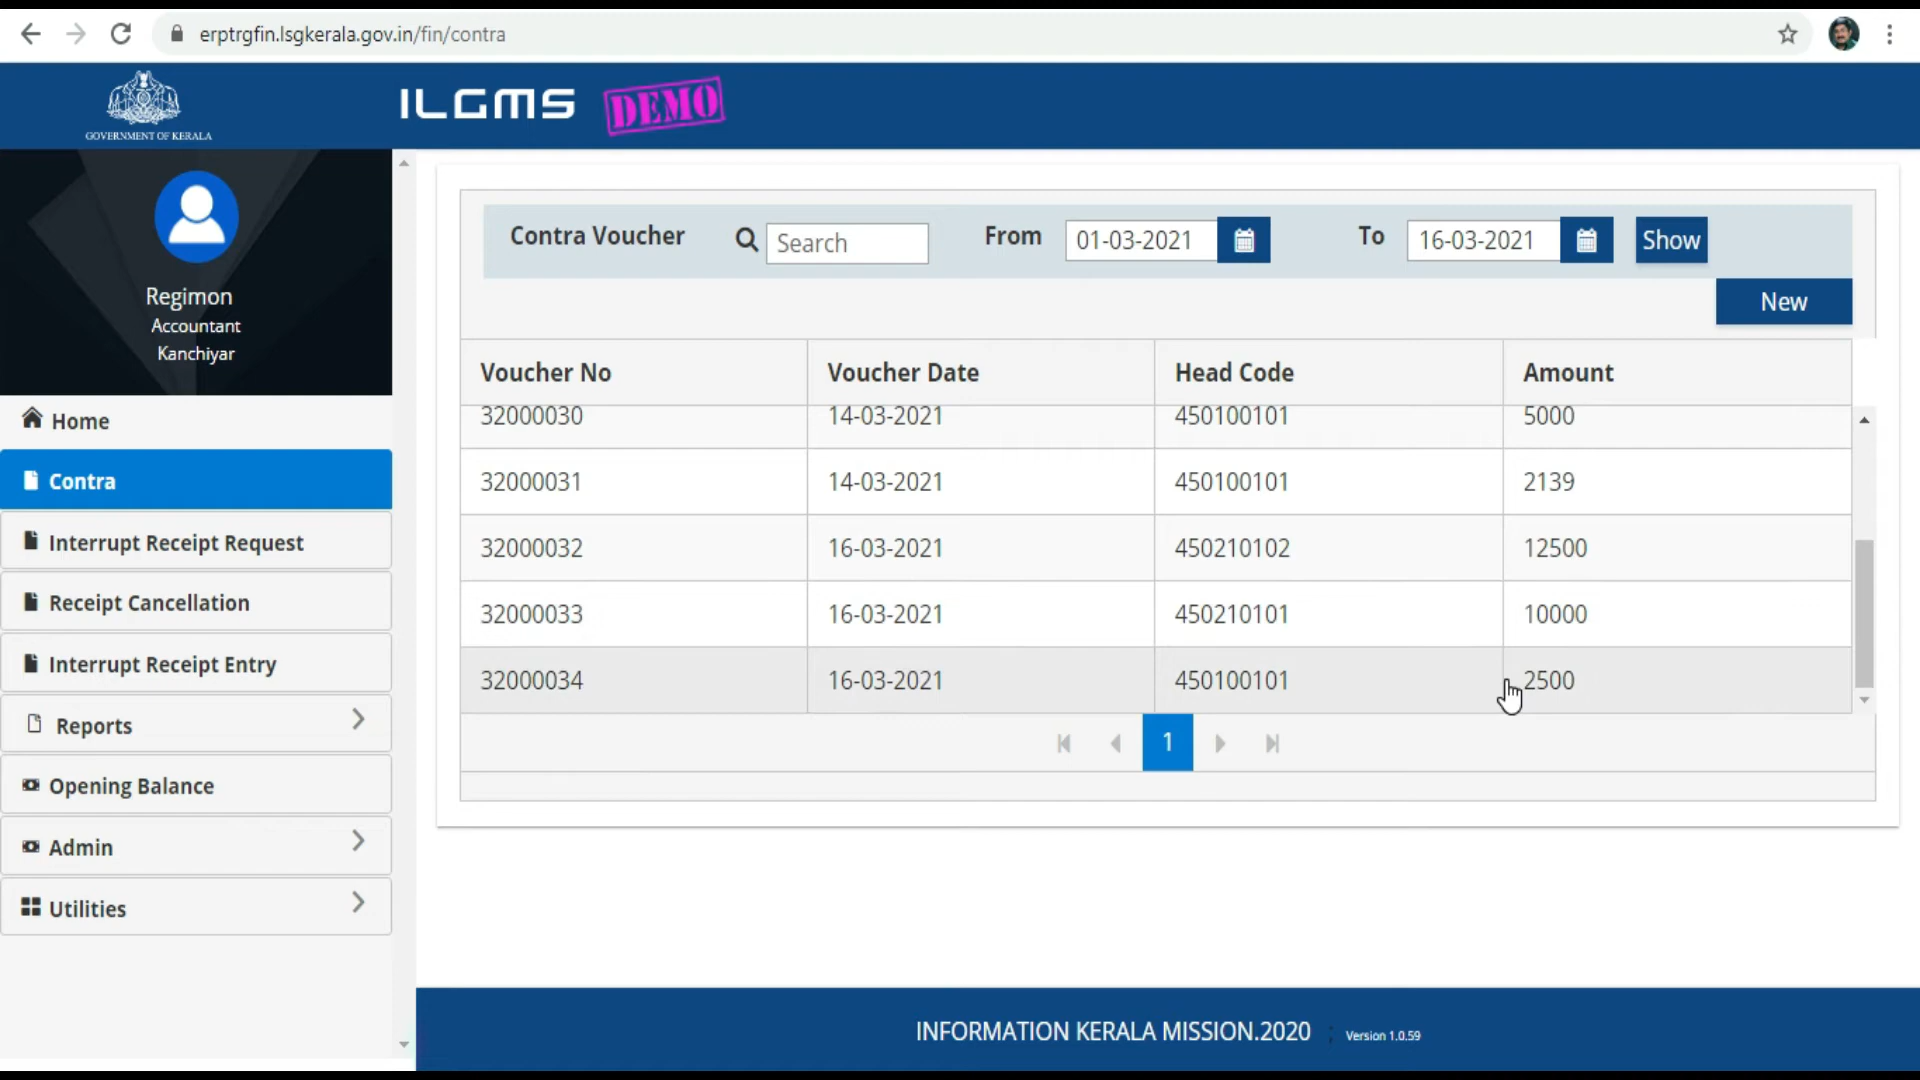 erptrgfin.lsgkerala.gov.in/fin/contra
GOVERNMENT OF KERALA
ILGMS
DEMO
Regimon
Accountant
Kanchiyar
Home
Contra
Interrupt Receipt Request
Receipt Cancellation
Interrupt Receipt Entry
Reports
Opening Balance
Admin
Utilities
Contra Voucher Search From 01-03-2021 To 16-03-2021 Show
New
Voucher No Voucher Date Head Code Amount
32000030 14-03-2021 450100101 5000
32000031 14-03-2021 450100101 2139
32000032 16-03-2021 450210102 12500
32000033 16-03-2021 450210101 10000
32000034 16-03-2021 450100101 2500
1
INFORMATION KERALA MISSION.2020 ; Version 1.0.59